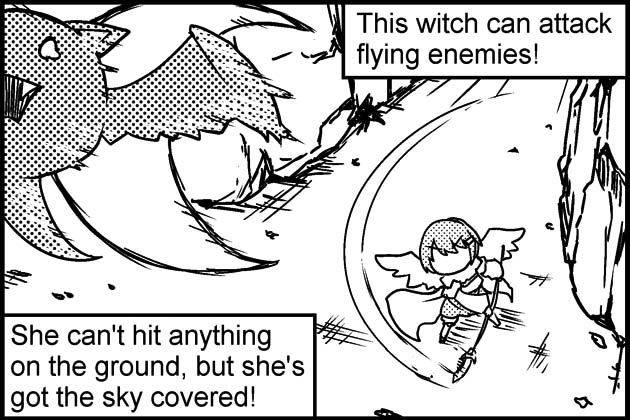 This witch can attack
flying enemies!
She can't hit anything
on the ground, but she's
got the sky covered!